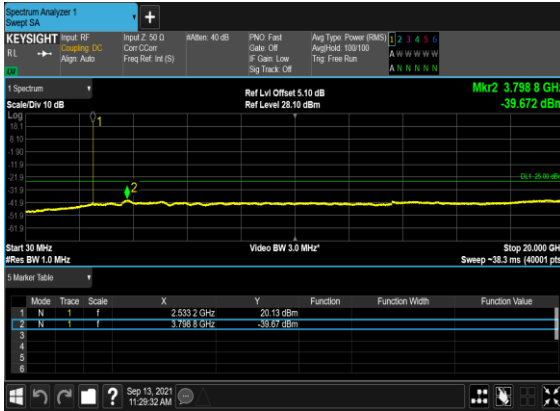 Spectrum Analyzer 1
Swept SA
KEYSIGHT
RL
Input: RF
Coupling: DC
Align: Auto
Input Z: 50 Ω
Corr CCorr
Freq Ref: Int (S)
#Atten: 40 dB
PNO: Fast
Gate: Off
IF Gain: Low
Sig Track: Off
Avg Type: Power (RMS)
Avg|Hold: 100/100
Trig: Free Run
1 2 3 4 5 6
A W W W W W
A N N N N N
1 Spectrum
Scale/Div 10 dB
Ref Lvl Offset 5.10 dB
Ref Level 28.10 dBm
Mkr2 3.798 8 GHz
-39.672 dBm
Log
18.1
8.10
-1.90
-11.9
-21.9
-31.9
-41.9
-51.9
-61.9
1
2
DL1 -25.00 dBm
Start 30 MHz
#Res BW 1.0 MHz
Video BW 3.0 MHz*
Stop 20.000 GHz
Sweep ~38.3 ms (40001 pts)
5 Marker Table
Mode Trace Scale X Y Function Function Width Function Value
1 N 1 f 2.533 2 GHz 20.13 dBm
2 N 1 f 3.798 8 GHz -39.67 dBm
3
4
5
6
Sep 13, 2021
11:29:32 AM